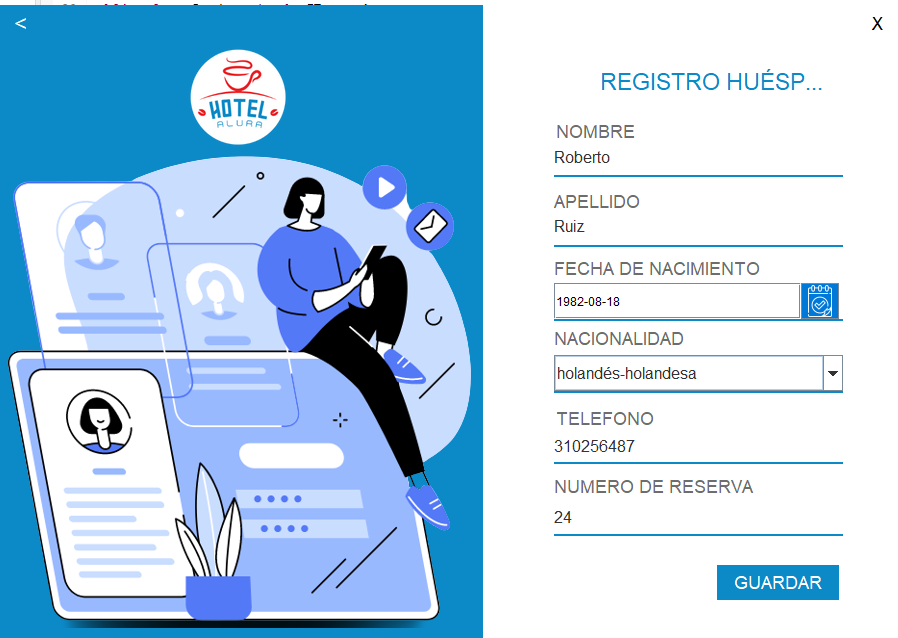 <
X
HOTEL
ALURA
REGISTRO HUÉSP...
NOMBRE
Roberto
APELLIDO
Ruiz
FECHA DE NACIMIENTO
1982-08-18
NACIONALIDAD
holandés-holandesa
TELEFONO
310256487
NUMERO DE RESERVA
24
GUARDAR